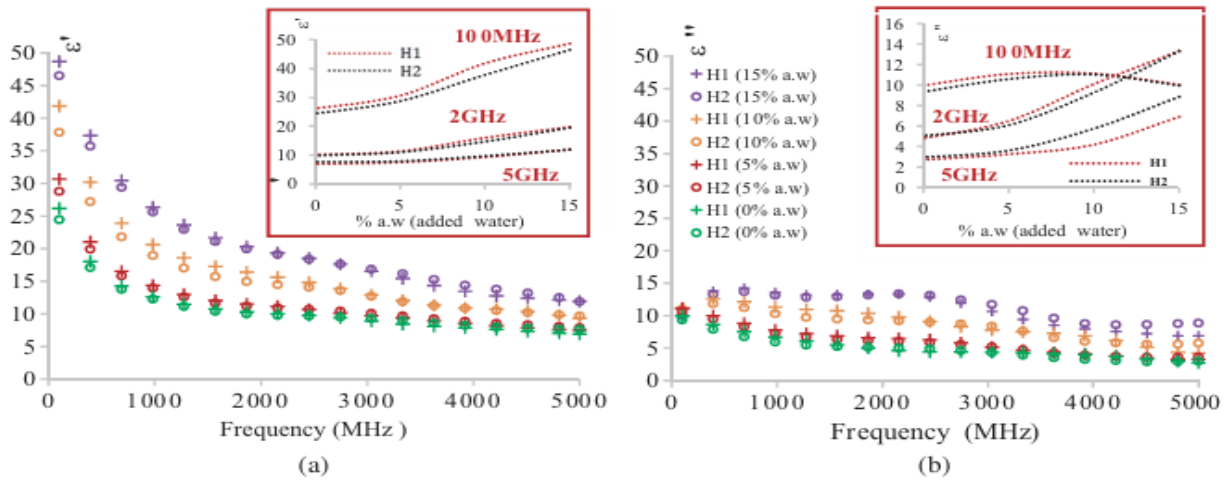 ε'
50
45
40
35
30
25
20
15
10
5
0
0
1000
2000
3000
4000
5000
Frequency (MHz )
(a)
ε'
50
40
30
20
10
0
H1
H2
10 0MHz
2GHz
5GHz
0
5
10
15
% a.w (added water)
ε''
50
45
40
35
30
25
20
15
10
5
0
H1 (15% a.w)
H2 (15% a.w)
H1 (10% a.w)
H2 (10% a.w)
H1 (5% a.w)
H2 (5% a.w)
H1 (0% a.w)
H2 (0% a.w)
0
1000
2000
3000
4000
5000
Frequency (MHz)
(b)
ε''
16
14
12
10
8
6
4
2
0
10 0MHz
2GHz
5GHz
H1
H2
0
5
10
15
% a.w (added water)